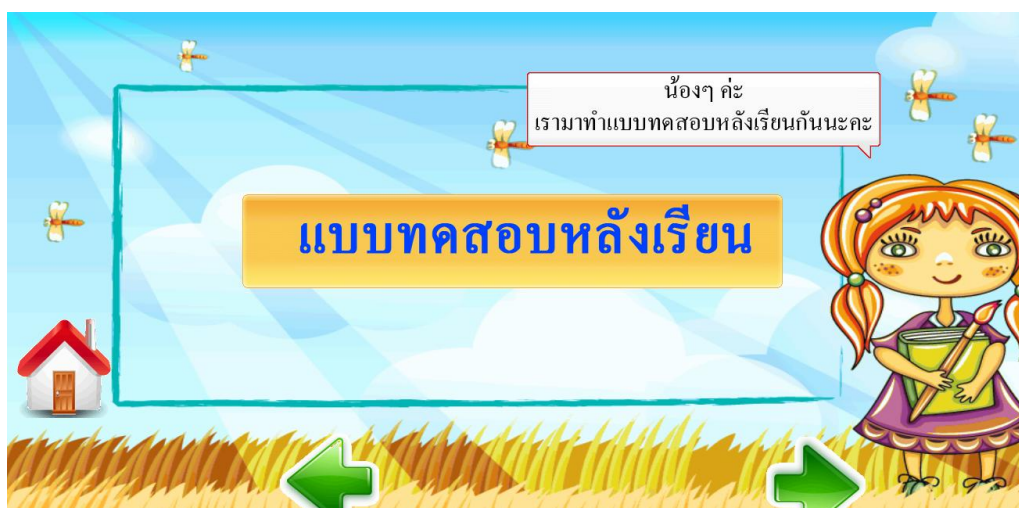 น้องๆ ค่ะ
เรามาทำแบบทดสอบหลังเรียนกันนะคะ
แบบทดสอบหลังเรียน